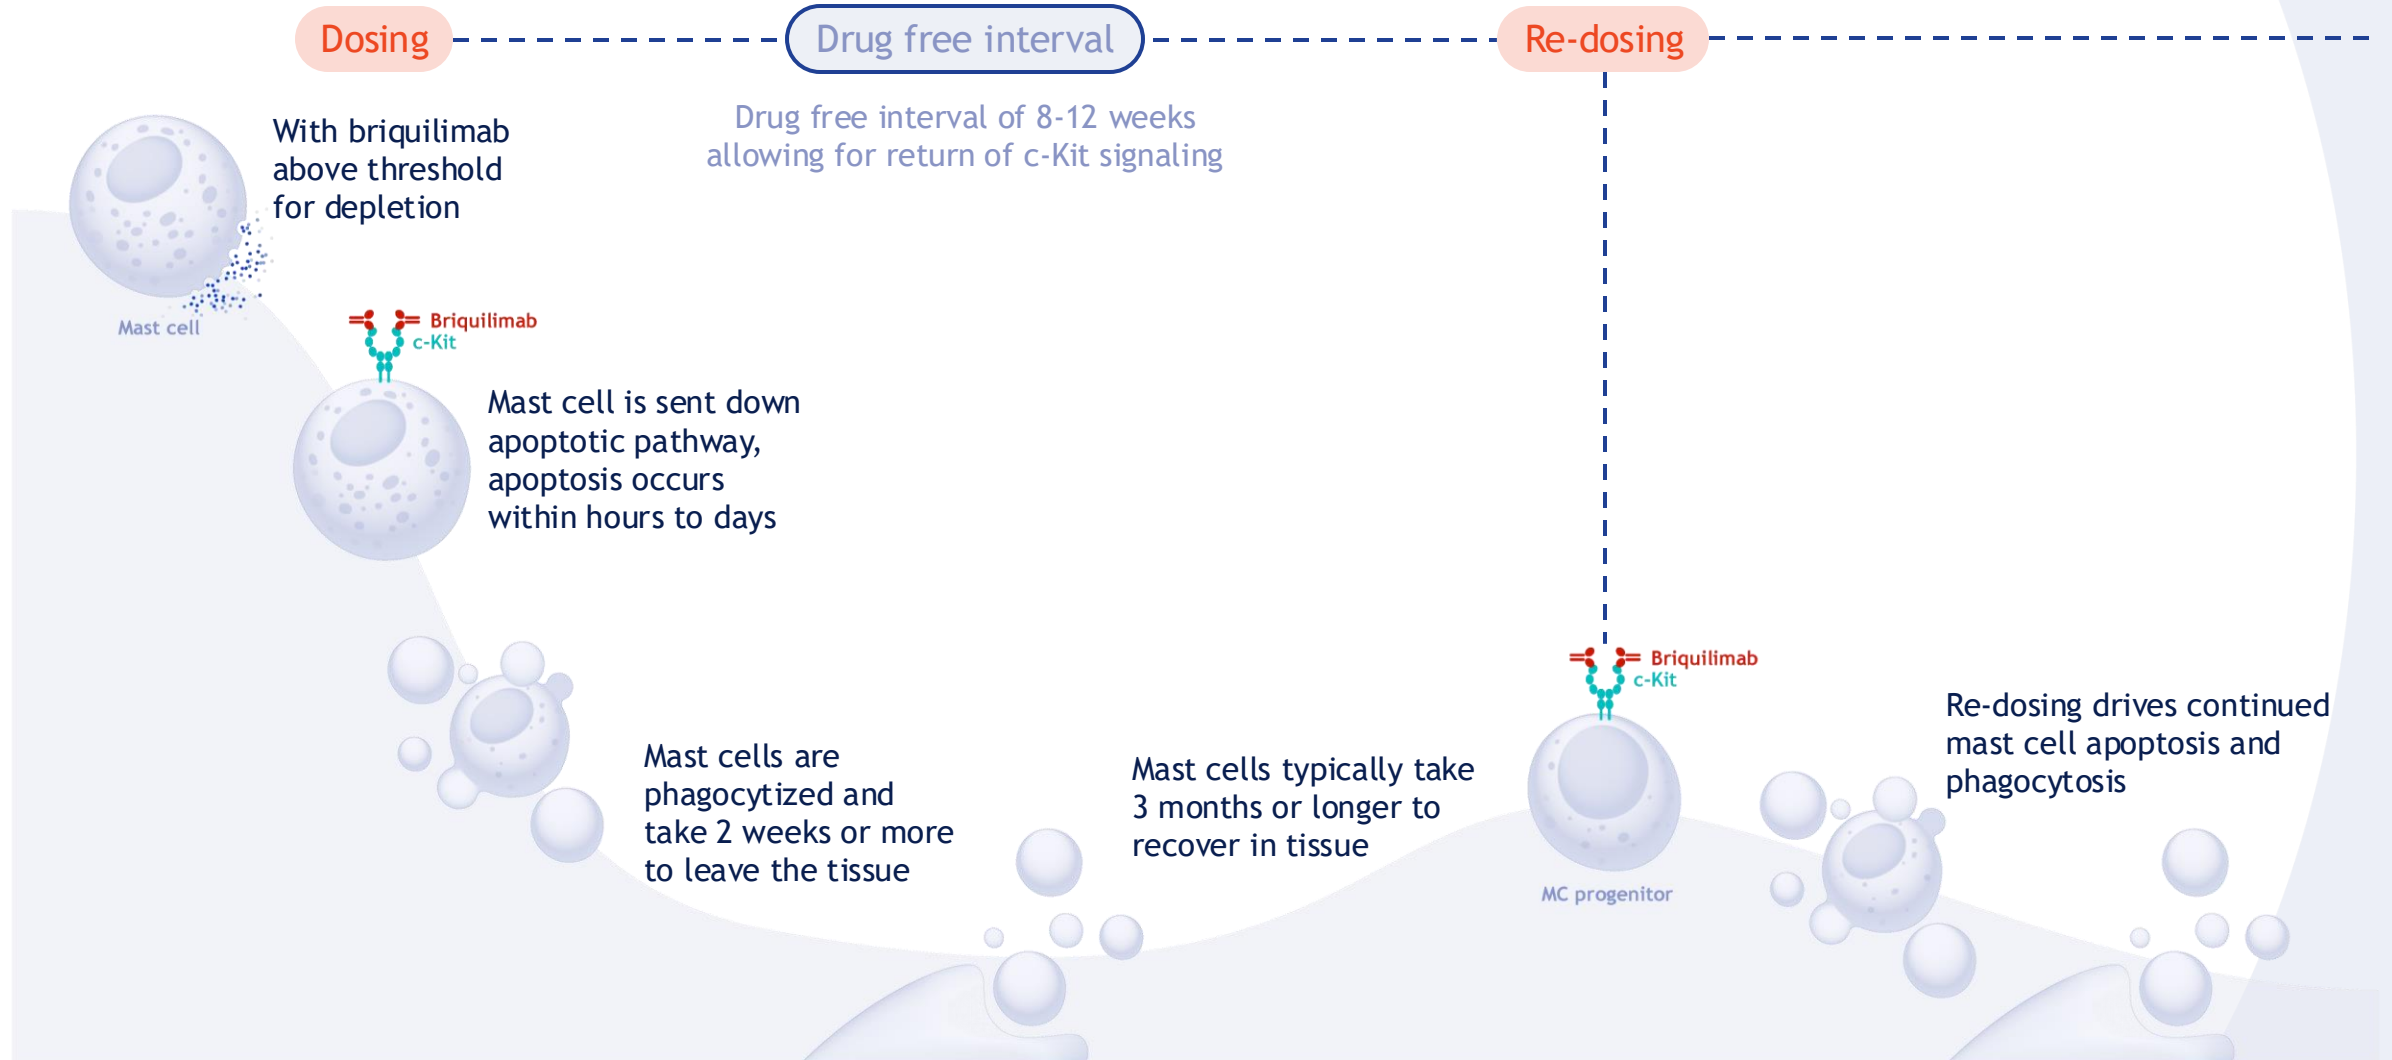 Dosing
Drug free interval
Re-dosing
Drug free interval of 8-12 weeks
allowing for return of c-Kit signaling
With briquilimab
above threshold
for depletion
Mast cell
Briquilimab
c-Kit
Mast cell is sent down
apoptotic pathway,
apoptosis occurs
within hours to days
Mast cells are
phagocytized and
take 2 weeks or more
to leave the tissue
Mast cells typically take
3 months or longer to
recover in tissue
Briquilimab
c-Kit
MC progenitor
Re-dosing drives continued
mast cell apoptosis and
phagocytosis